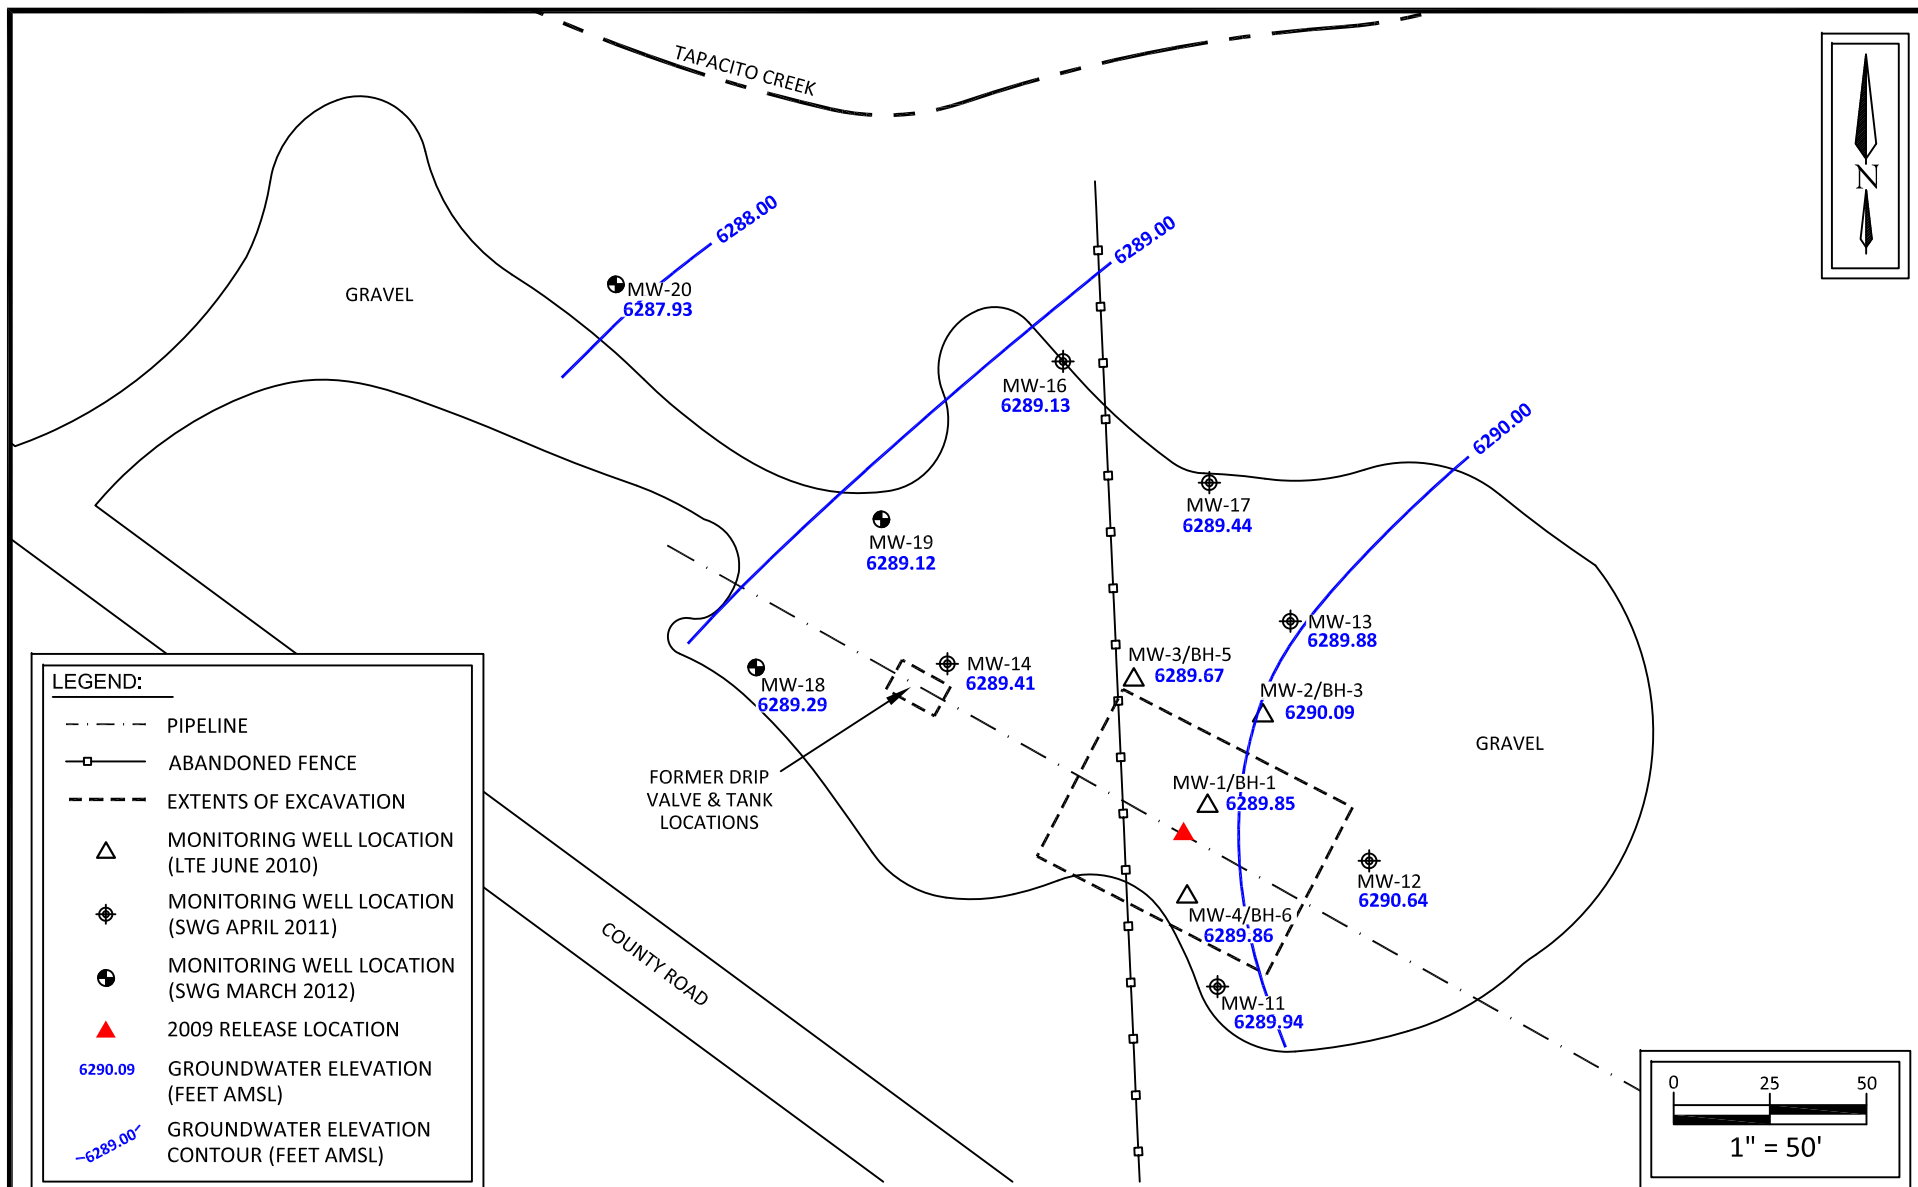 TAPACITO CREEK
N
6288.00
6289.00
GRAVEL
MW-20
6287.93
MW-16
6289.13
6290.00
MW-17
6289.44
MW-19
6289.12
MW-13
6289.88
MW-3/BH-5
6289.67
MW-14
6289.41
MW-18
6289.29
MW-2/BH-3
6290.09
GRAVEL
FORMER DRIP
VALVE & TANK
LOCATIONS
MW-1/BH-1
6289.85
MW-12
6290.64
MW-4/BH-6
6289.86
MW-11
6289.94
COUNTY ROAD
LEGEND:
PIPELINE
ABANDONED FENCE
EXTENTS OF EXCAVATION
MONITORING WELL LOCATION
(LTE JUNE 2010)
MONITORING WELL LOCATION
(SWG APRIL 2011)
MONITORING WELL LOCATION
(SWG MARCH 2012)
2009 RELEASE LOCATION
6290.09 GROUNDWATER ELEVATION
(FEET AMSL)
6289.00 GROUNDWATER ELEVATION
CONTOUR (FEET AMSL)
0 25 50
1" = 50'